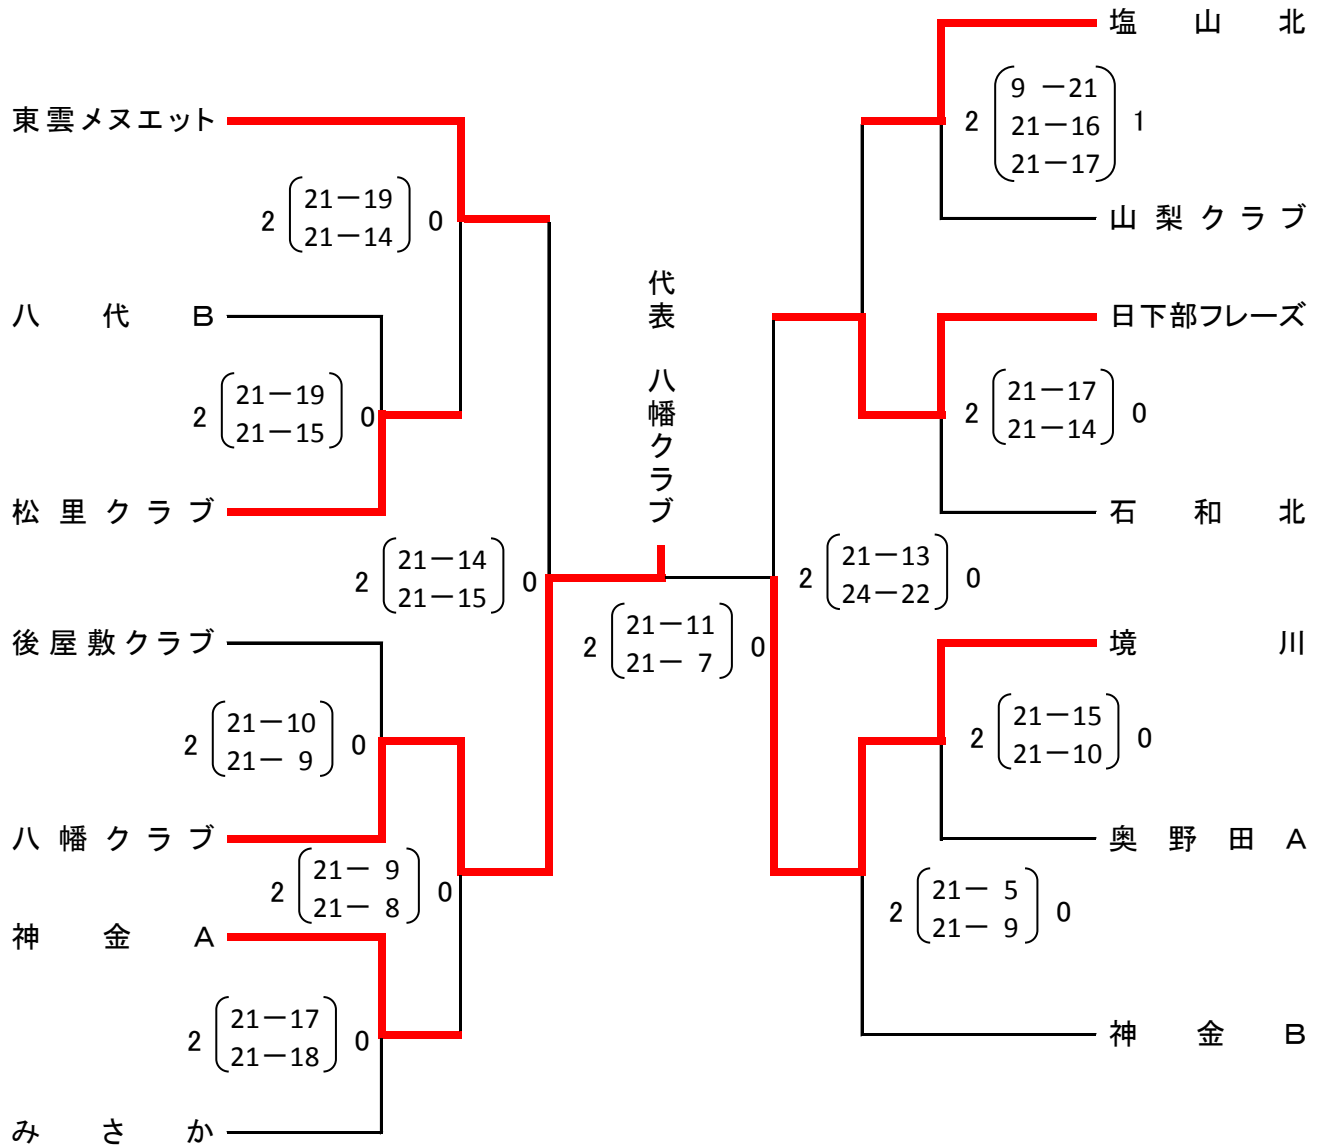 東雲メヌエット
2 21－19 0
21－14
八代B
2 21－19 0
21－15
松里クラブ
2 21－14 0
21－15
後屋敷クラブ
2 21－10 0
21－ 9
八幡クラブ
2 21－ 9 0
21－ 8
神金A
2 21－17 0
21－18
みさか
代表 八幡クラブ
2 21－11 0
21－ 7
塩山北
9 －21
2 21－16 1
21－17
山梨クラブ
日下部フレーズ
2 21－17 0
21－14
石和北
2 21－13 0
24－22
境川
2 21－15 0
21－10
奥野田A
2 21－ 5 0
21－ 9
神金B